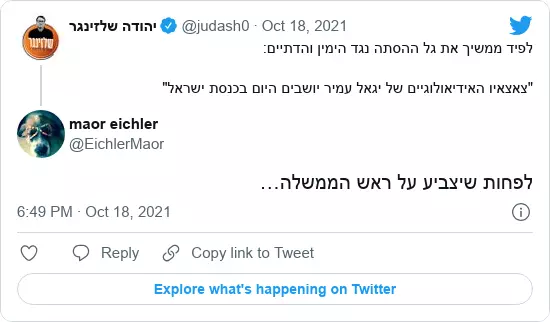 יהודה שלזינגר @judash0 · Oct 18, 2021
לפיד ממשיך את גל ההסתה נגד הימין והדתיים:
"צאצאיו האידיאולוגיים של יגאל עמיר יושבים היום בכנסת ישראל"
maor eichler
@EichlerMaor
לפחות שיצביע על ראש הממשלה…
6:49 PM · Oct 18, 2021
Reply Copy link to Tweet
Explore what's happening on Twitter